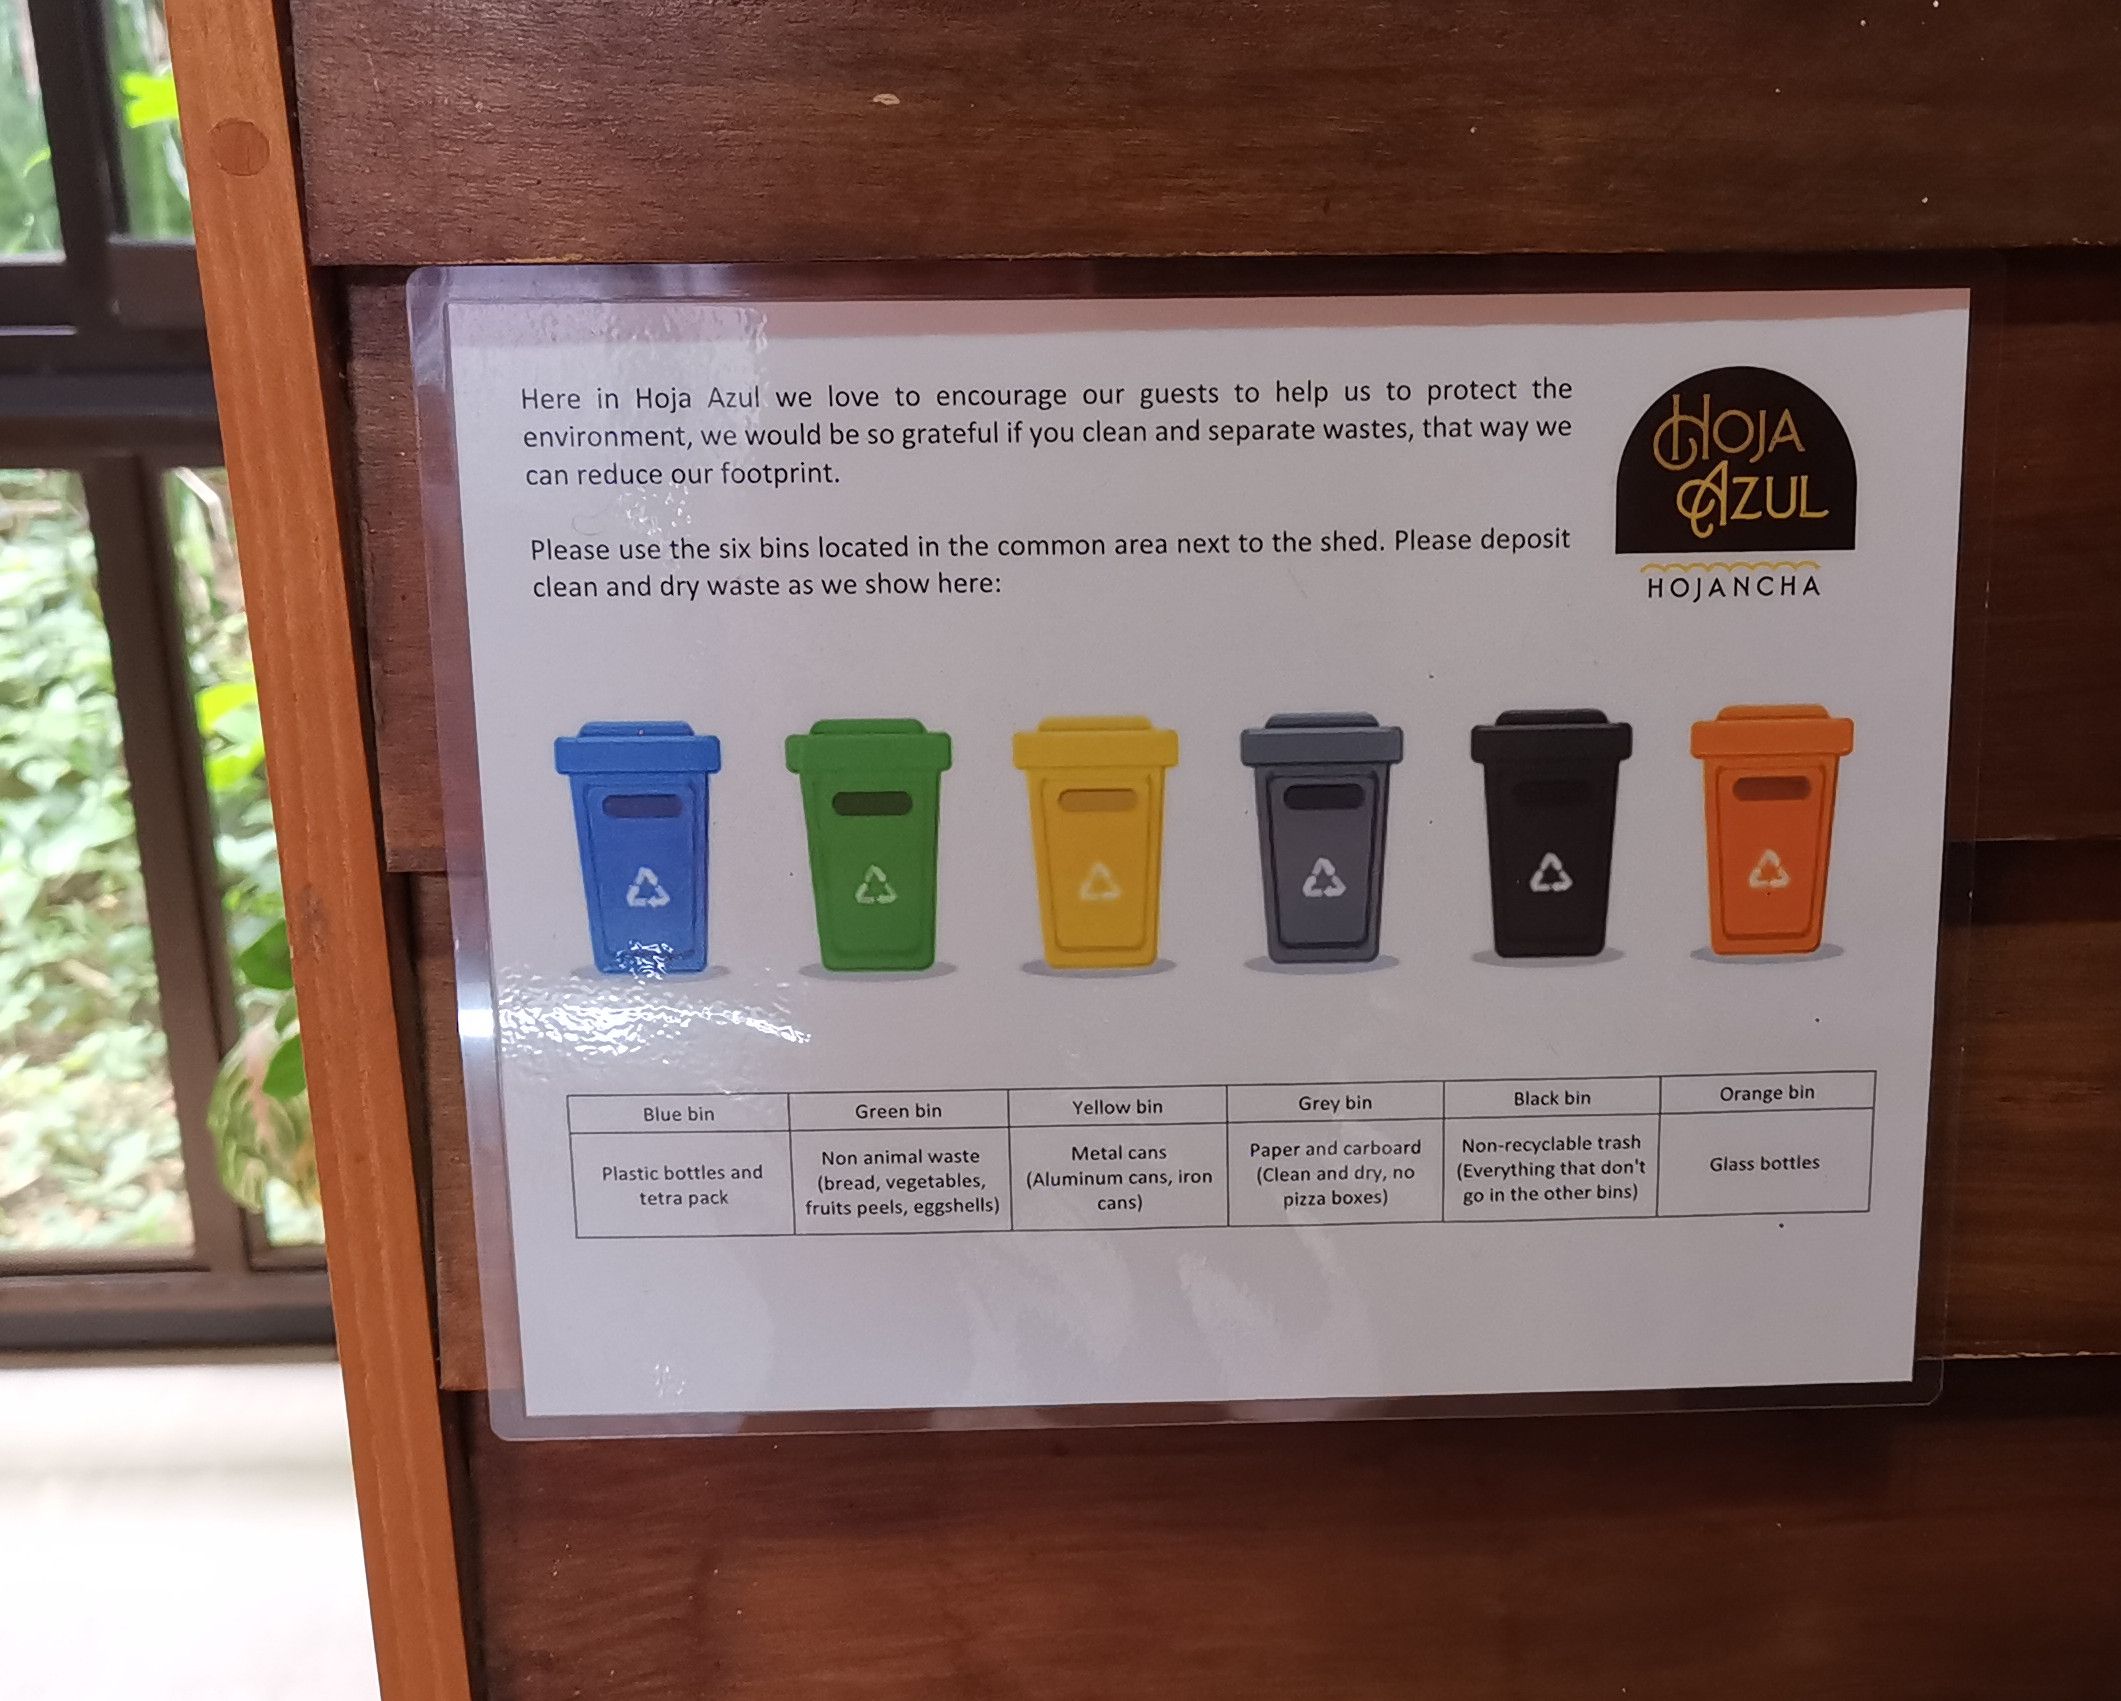 Here in Hoja Azul we love to encourage our guests to help us to protect the
environment, we would be so grateful if you clean and separate wastes, that way we
can reduce our footprint.
Please use the six bins located in the common area next to the shed. Please deposit
clean and dry waste as we show here:
HOJA
AZUL
HOJANCHA
Blue bin
Green bin
Yellow bin
Grey bin
Black bin
Orange bin
Plastic bottles and
tetra pack
Non animal waste
(bread, vegetables,
fruits peels, eggshells)
Metal cans
(Aluminum cans, iron
cans)
Paper and carboard
(Clean and dry, no
pizza boxes)
Non-recyclable trash
(Everything that don't
go in the other bins)
Glass bottles